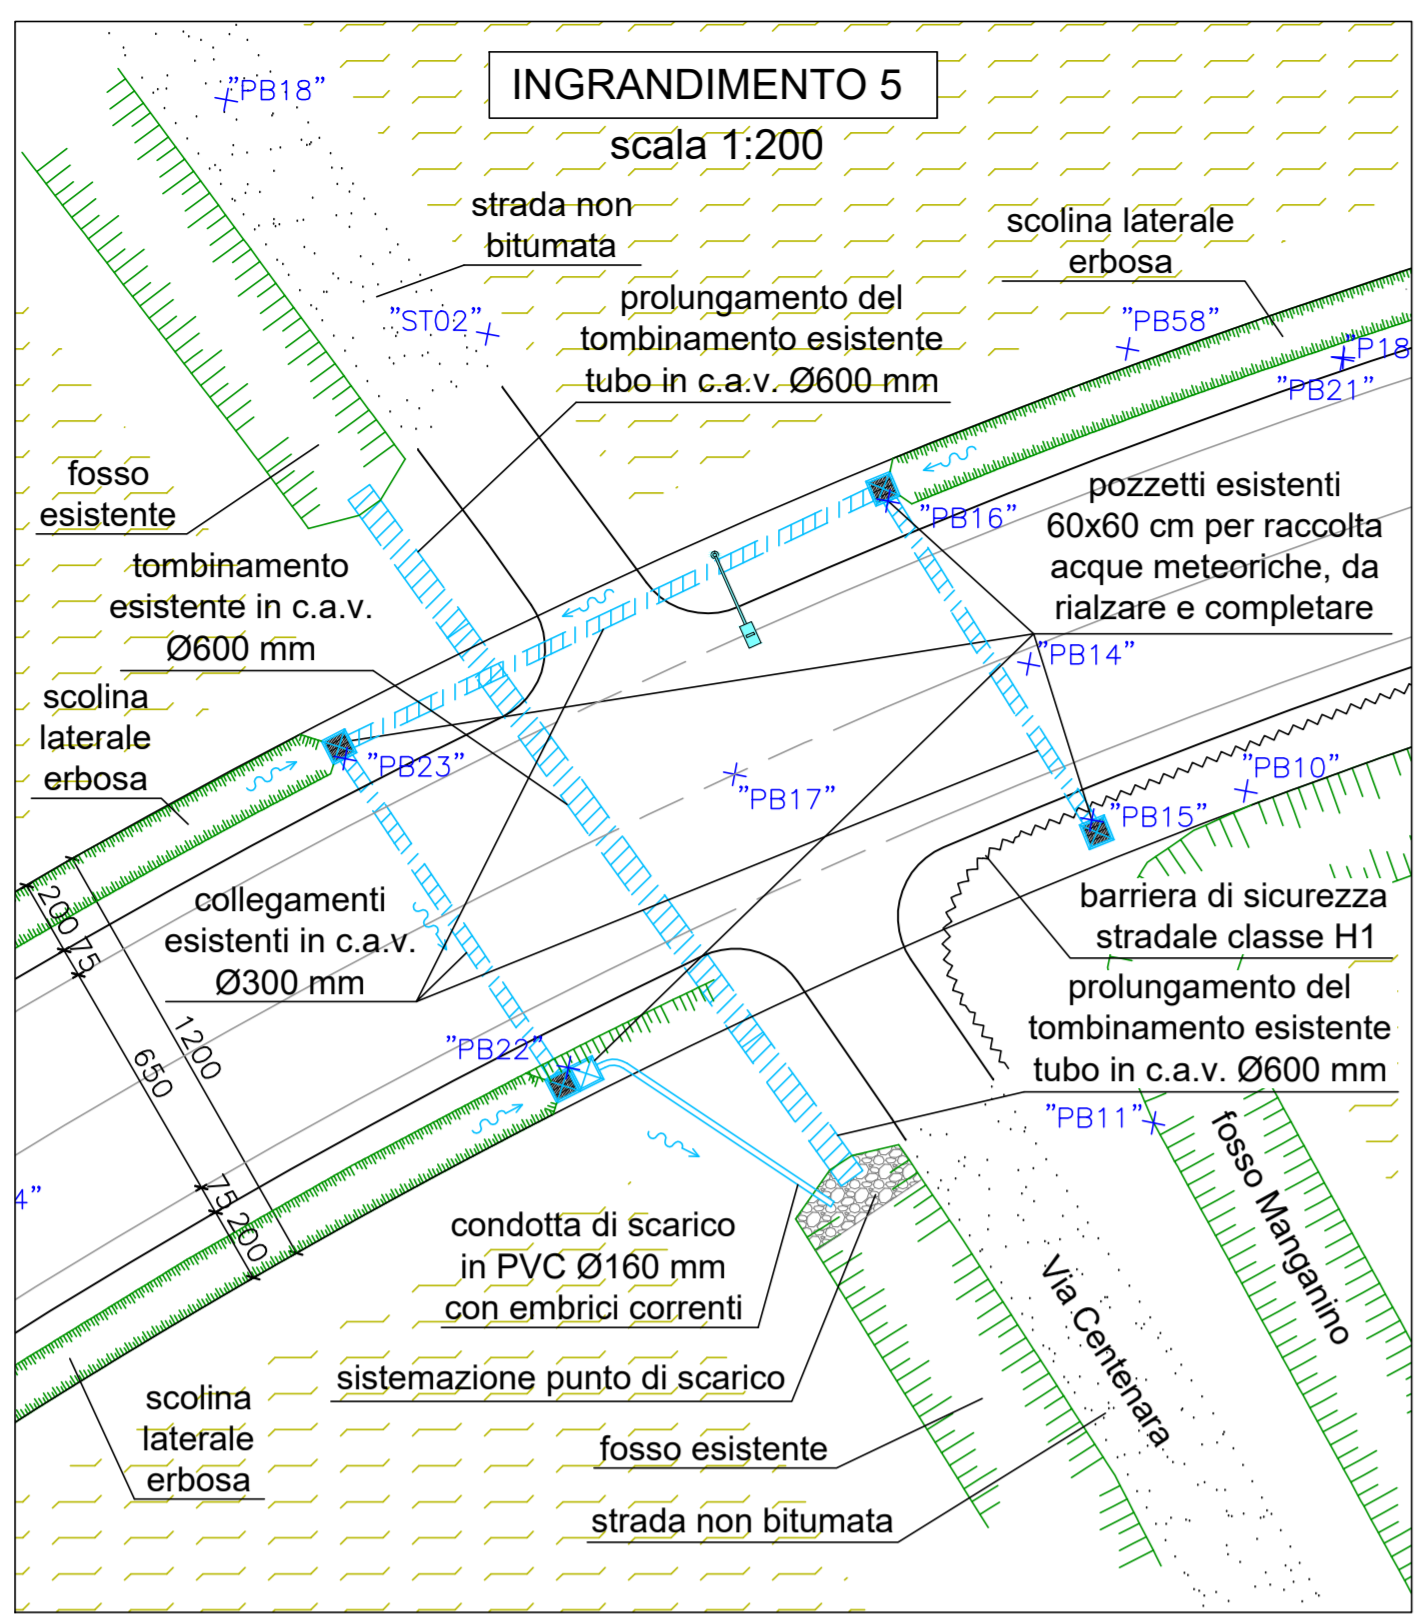 INGRANDIMENTO 5
scala 1:200
"PB18"
strada non
bitumata
scolina laterale
erbosa
"ST02"
prolungamento del
tombinamento esistente
tubo in c.a.v. Ø600 mm
"PB58"
"P18
"PB21"
fosso
esistente
"PB16"
pozzetti esistenti
60x60 cm per raccolta
acque meteoriche, da
rialzare e completare
tombinamento
esistente in c.a.v.
Ø600 mm
"PB14"
scolina
laterale
erbosa
"PB23"
"PB17"
"PB10"
"PB15"
collegamenti
esistenti in c.a.v.
Ø300 mm
barriera di sicurezza
stradale classe H1
200
75
650
1200
75
200
prolungamento del
tombinamento esistente
tubo in c.a.v. Ø600 mm
"PB22"
"PB11"
4"
fosso Manganino
Via Centenara
condotta di scarico
in PVC Ø160 mm
con embrici correnti
sistemazione punto di scarico
scolina
laterale
erbosa
fosso esistente
strada non bitumata